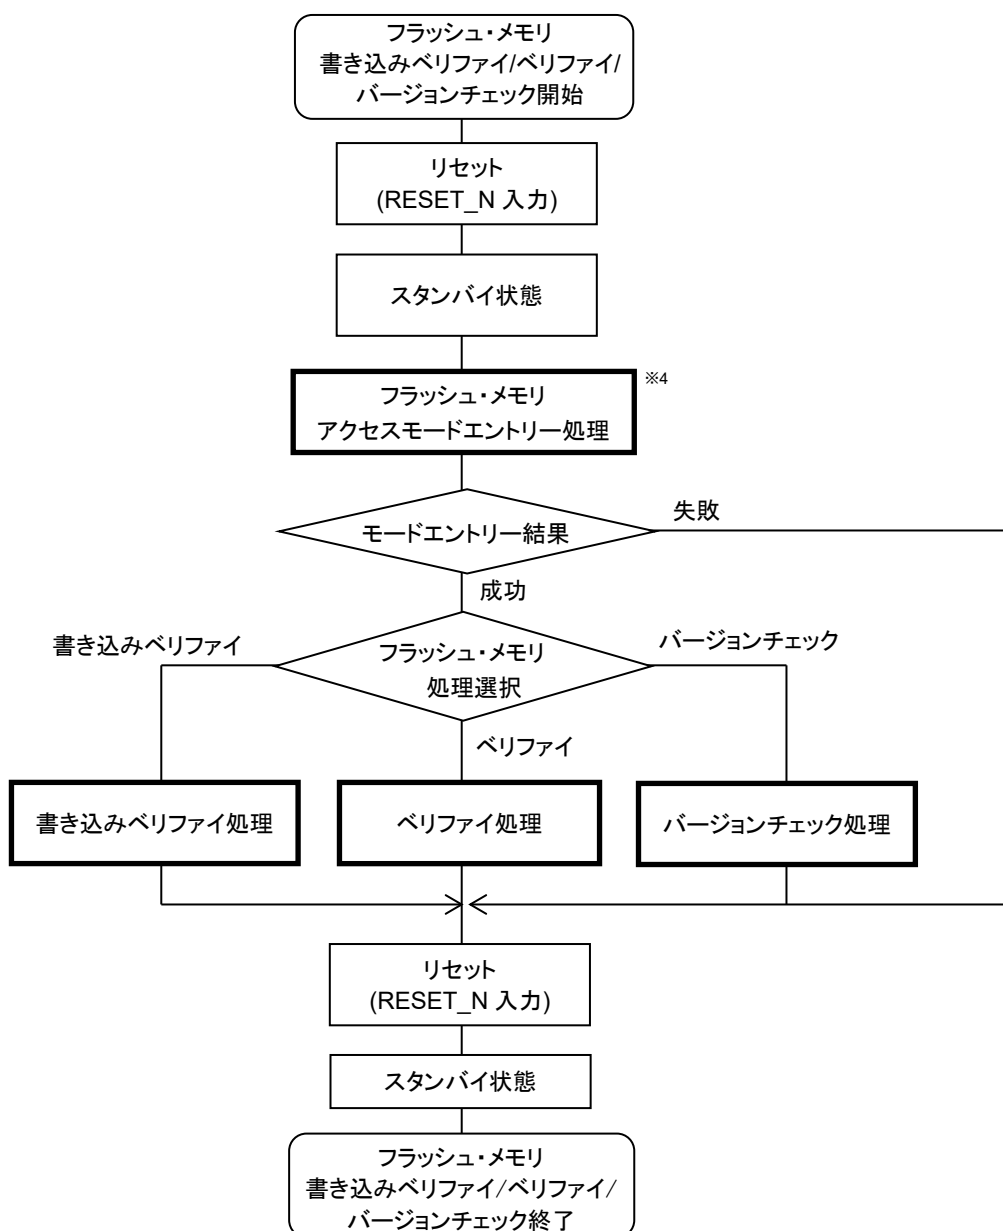 フラッシュ・メモリ
書き込みベリファイ/ベリファイ/
バージョンチェック開始
リセット
(RESET_N 入力)
スタンバイ状態
※4
フラッシュ・メモリ
アクセスモードエントリー処理
失敗
モードエントリー結果
成功
書き込みベリファイ
バージョンチェック
フラッシュ・メモリ
処理選択
ベリファイ
書き込みベリファイ処理
ベリファイ処理
バージョンチェック処理
リセット
(RESET_N 入力)
スタンバイ状態
フラッシュ・メモリ
書き込みベリファイ/ベリファイ/
バージョンチェック終了